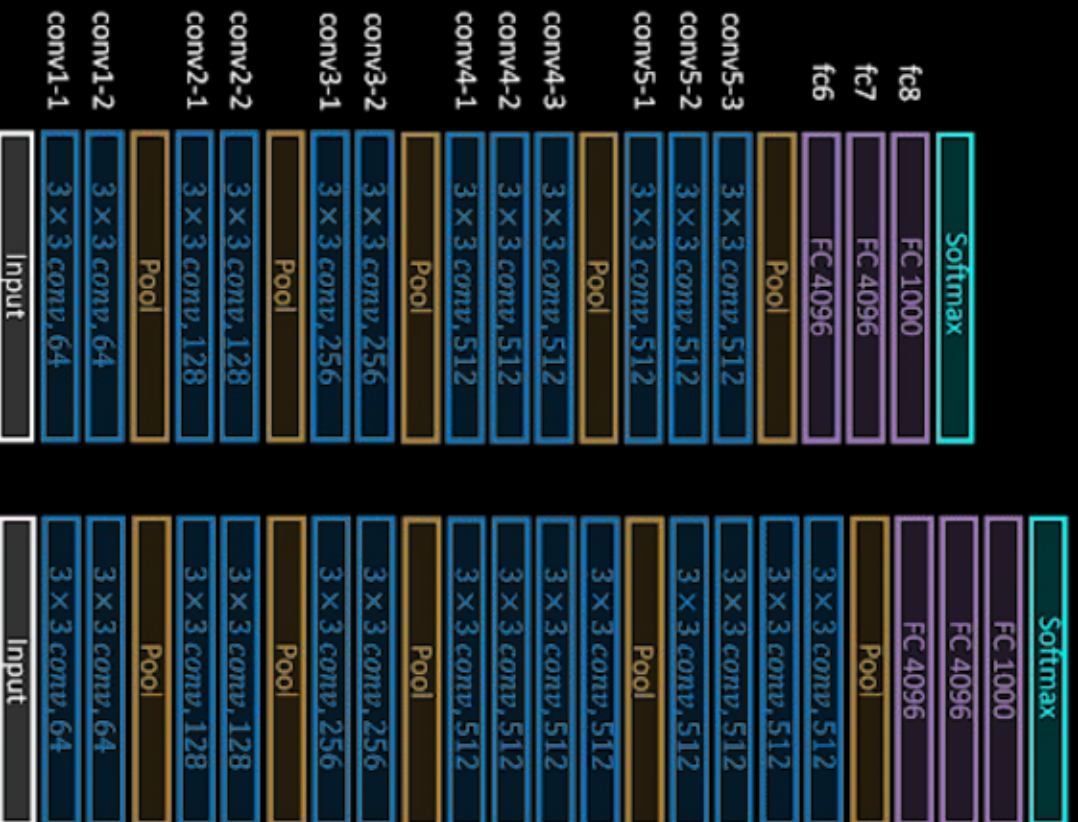 conv1-1
conv1-2
conv2-1
conv2-2
conv3-1
conv3-2
conv4-1
conv4-2
conv4-3
conv5-1
conv5-2
conv5-3
fc6
fc7
fc8
Input
3 × 3 conv, 64
3 × 3 conv, 64
Pool
3 × 3 conv, 128
3 × 3 conv, 128
Pool
3 × 3 conv, 256
3 × 3 conv, 256
Pool
3 × 3 conv, 512
3 × 3 conv, 512
3 × 3 conv, 512
Pool
3 × 3 conv, 512
3 × 3 conv, 512
3 × 3 conv, 512
Pool
FC 4096
FC 4096
FC 1000
Softmax
Input
3 × 3 conv, 64
3 × 3 conv, 64
Pool
3 × 3 conv, 128
3 × 3 conv, 128
Pool
3 × 3 conv, 256
3 × 3 conv, 256
Pool
3 × 3 conv, 512
3 × 3 conv, 512
3 × 3 conv, 512
3 × 3 conv, 512
Pool
3 × 3 conv, 512
3 × 3 conv, 512
3 × 3 conv, 512
3 × 3 conv, 512
Pool
FC 4096
FC 4096
FC 1000
Softmax